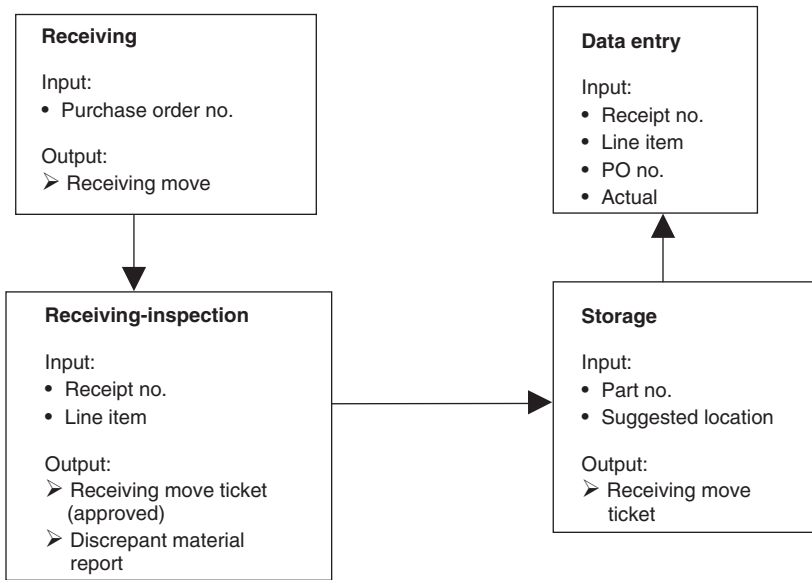 Receiving
Input:
• Purchase order no.
Output:
➢ Receiving move
Receiving-inspection
Input:
• Receipt no.
• Line item
Output:
➢ Receiving move ticket
(approved)
➢ Discrepant material
report
Storage
Input:
• Part no.
• Suggested location
Output:
➢ Receiving move
ticket
Data entry
Input:
• Receipt no.
• Line item
• PO no.
• Actual